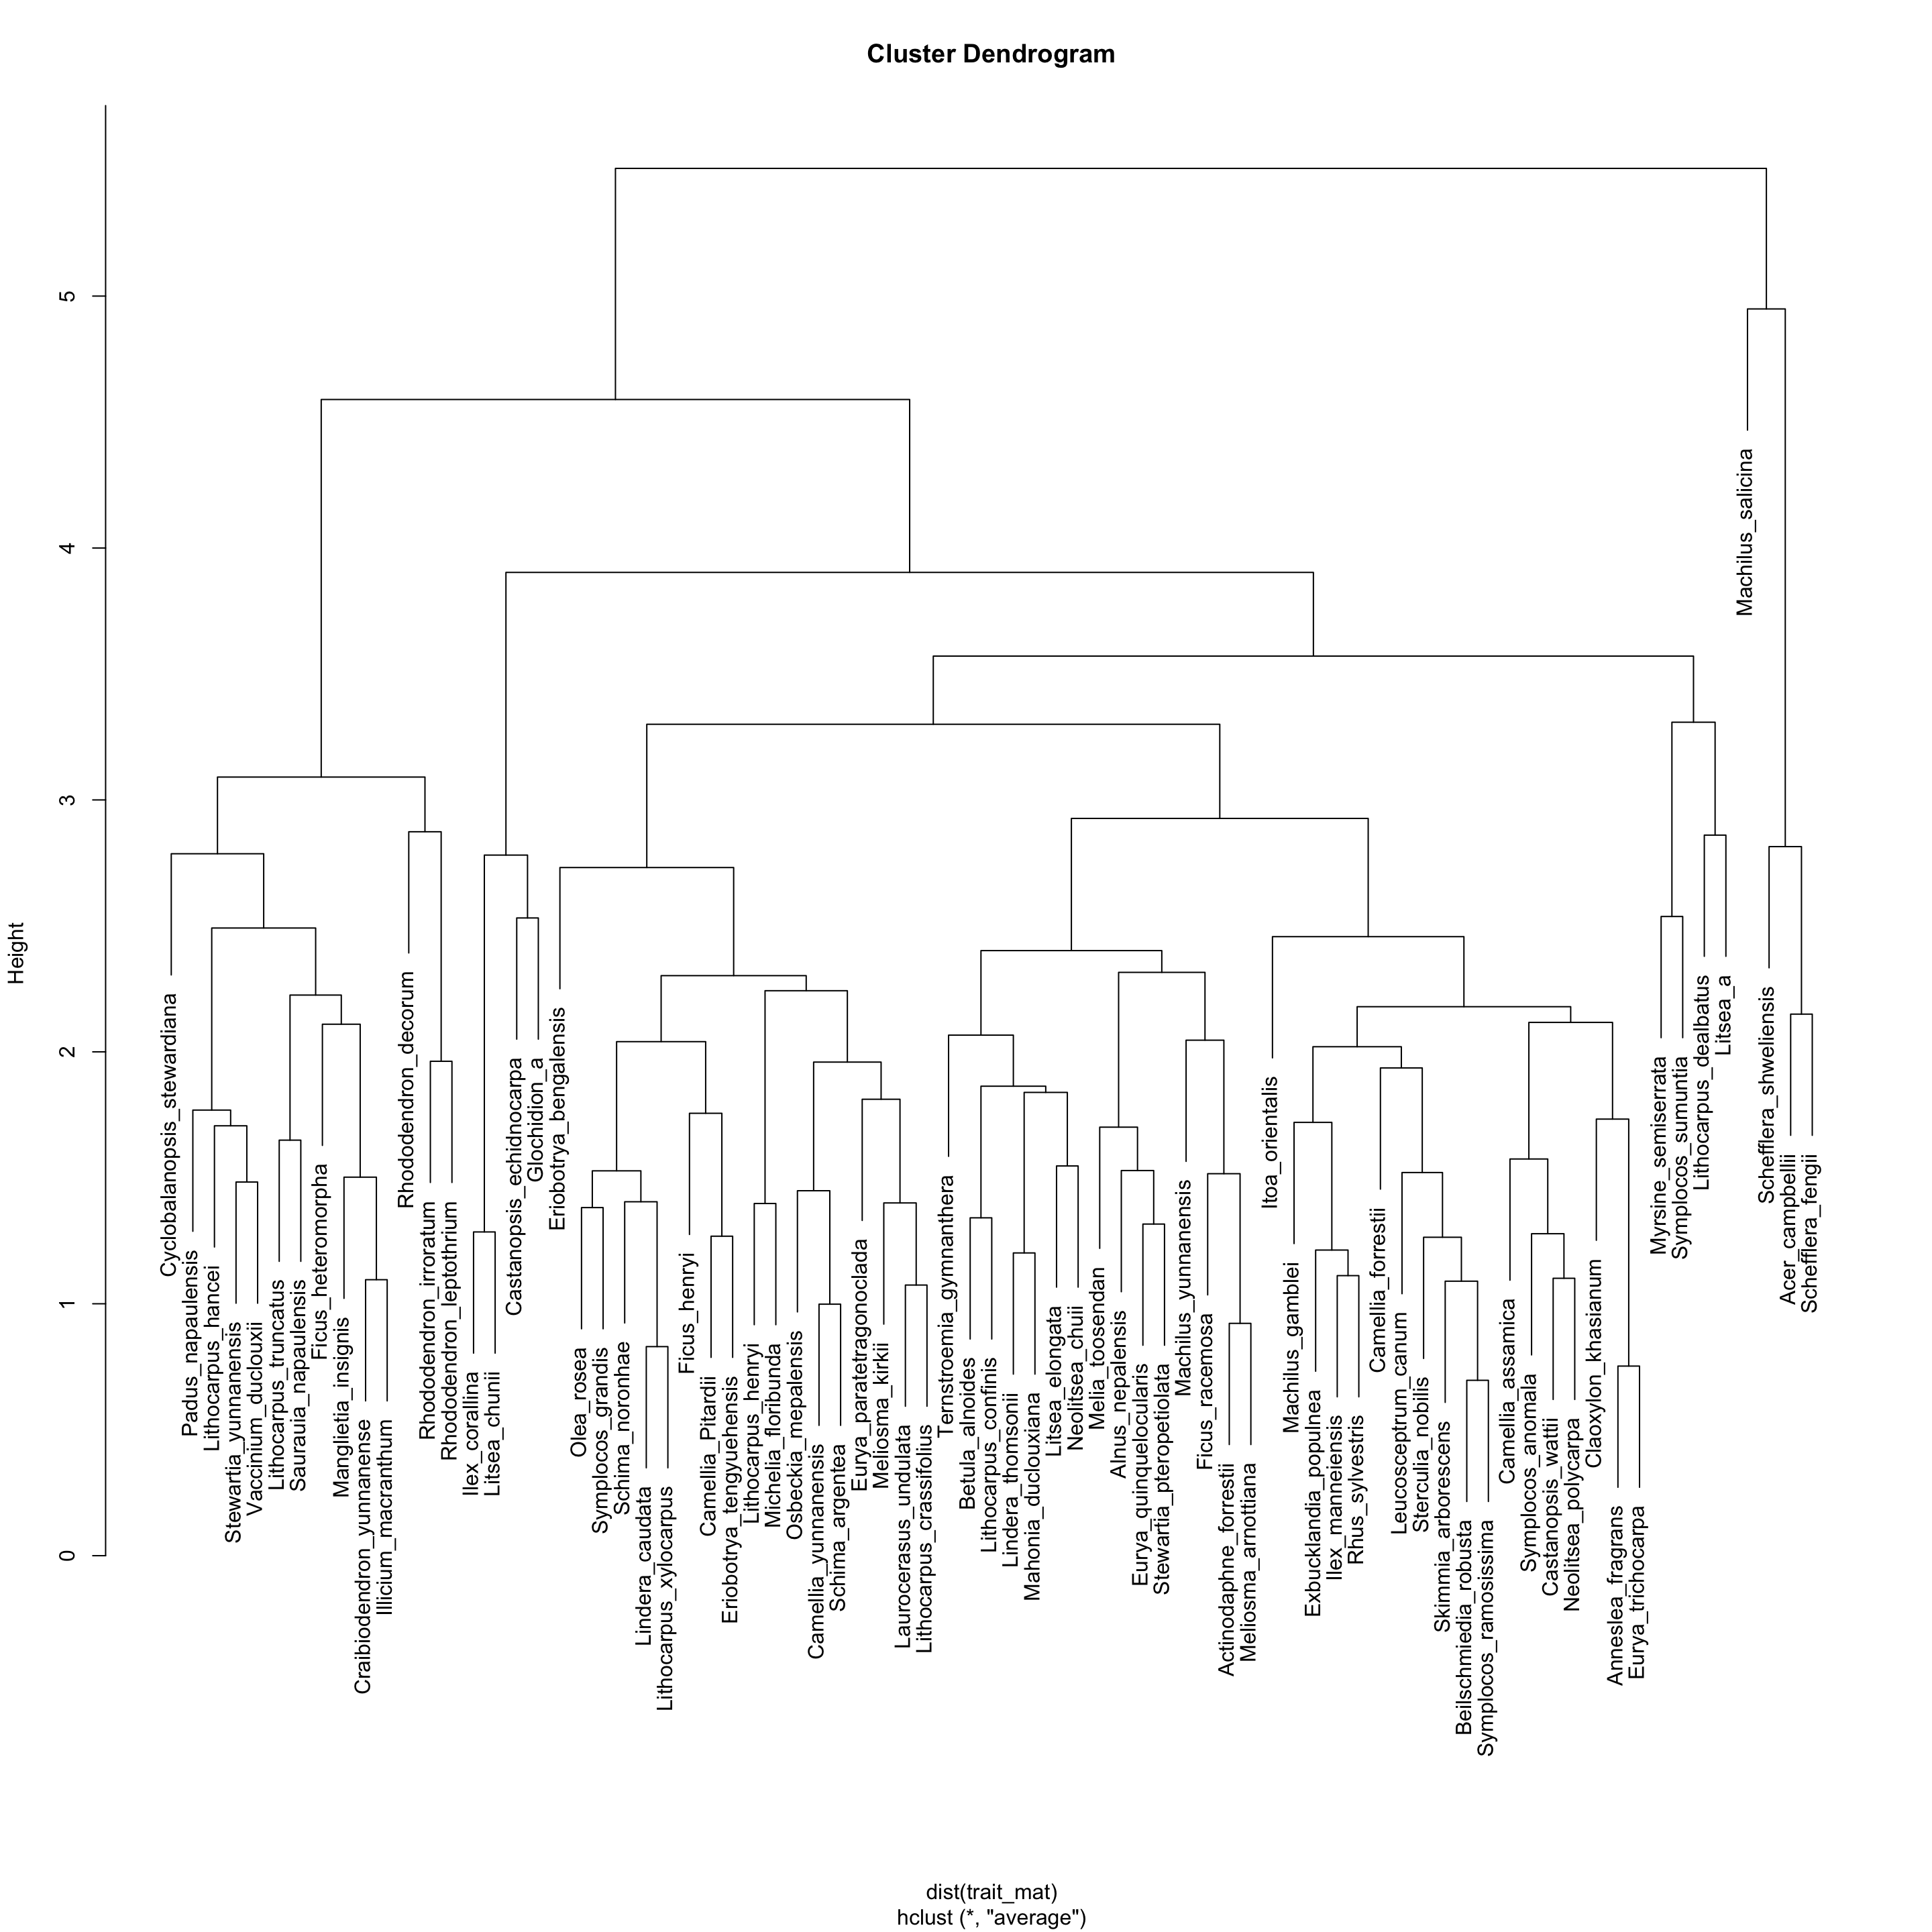 Cluster Dendrogram
Height
5
4
3
2
1
0
Cyclobalanopsis_stewardiana
Padus_napaulensis
Lithocarpus_hancei
Stewartia_yunnanensis
Vaccinium_duclouxii
Lithocarpus_truncatus
Saurauia_napaulensis
Ficus_heteromorpha
Manglietia_insignis
Craibiodendron_yunnanense
Illicium_macranthum
Rhododendron_decorum
Rhododendron_irroratum
Rhododendron_leptothrium
Ilex_corallina
Litsea_chunii
Castanopsis_echidnocarpa
Glochidion_a
Eriobotrya_bengalensis
Olea_rosea
Symplocos_grandis
Schima_noronhae
Lindera_caudata
Lithocarpus_xylocarpus
Ficus_henryi
Camellia_Pitardii
Eriobotrya_tengyuehensis
Lithocarpus_henryi
Michelia_floribunda
Osbeckia_mepalensis
Camellia_yunnanensis
Schima_argentea
Eurya_paratetragonoclada
Meliosma_kirkii
Laurocerasus_undulata
Lithocarpus_crassifolius
Ternstroemia_gymnanthera
Betula_alnoides
Lithocarpus_confinis
Lindera_thomsonii
Mahonia_duclouxiana
Litsea_elongata
Neolitsea_chuii
Melia_toosendan
Alnus_nepalensis
Eurya_quinquelocularis
Stewartia_pteropetiolata
Machilus_yunnanensis
Ficus_racemosa
Actinodaphne_forrestii
Meliosma_arnottiana
Itoa_orientalis
Machilus_gamblei
Exbucklandia_populnea
Ilex_manneiensis
Rhus_sylvestris
Camellia_forrestii
Leucosceptrum_canum
Sterculia_nobilis
Skimmia_arborescens
Beilschmiedia_robusta
Symplocos_ramosissima
Camellia_assamica
Symplocos_anomala
Castanopsis_wattii
Neolitsea_polycarpa
Claoxylon_khasianum
Anneslea_fragrans
Eurya_trichocarpa
Myrsine_semiserrata
Symplocos_sumuntia
Lithocarpus_dealbatus
Litsea_a
Machilus_salicina
Schefflera_shweliensis
Acer_campbellii
Schefflera_fengii
dist(trait_mat)
hclust (*, "average")